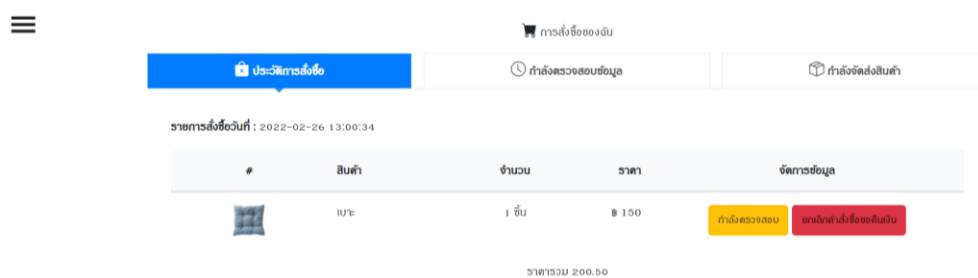 การสั่งซื้อของฉัน
ประวัติการสั่งซื้อ กำลังตรวจสอบข้อมูล กำลังจัดส่งสินค้า
รายการสั่งซื้อวันที่ : 2022-02-26 13:00:34
# สินค้า จำนวน ราคา จัดการข้อมูล
เบาะ 1 ชิ้น ฿ 150 กำลังตรวจสอบ ยกเลิกคำสั่งซื้อขอคืนเงิน
ราคารวม 200.50